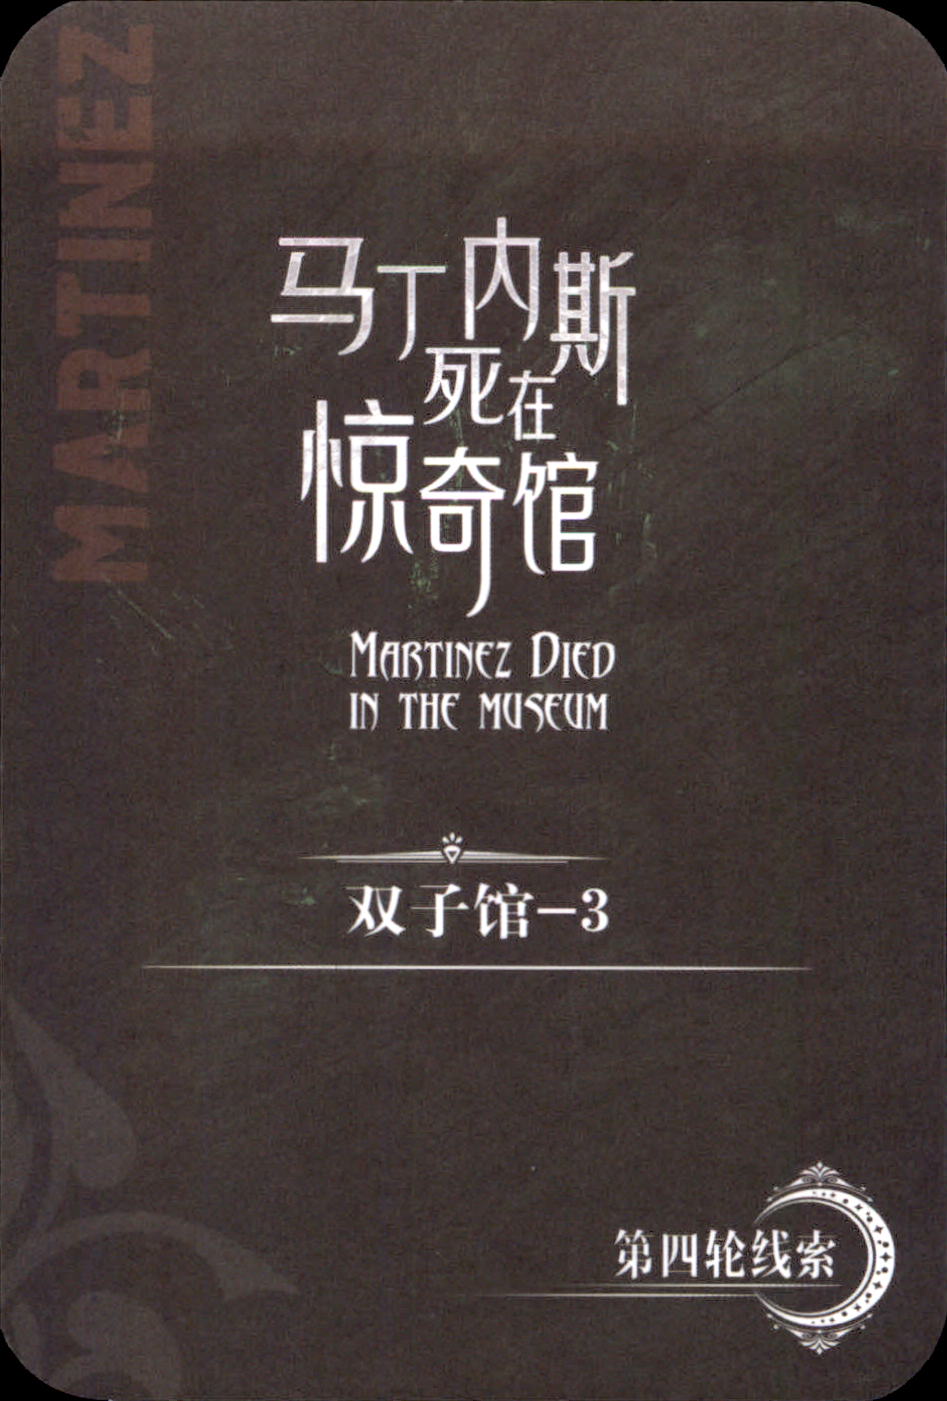 MARTINEZ
马丁内斯
死在
惊奇馆
MARTINEZ DIED
IN THE MUSEUM
双子馆-3
第四轮线索